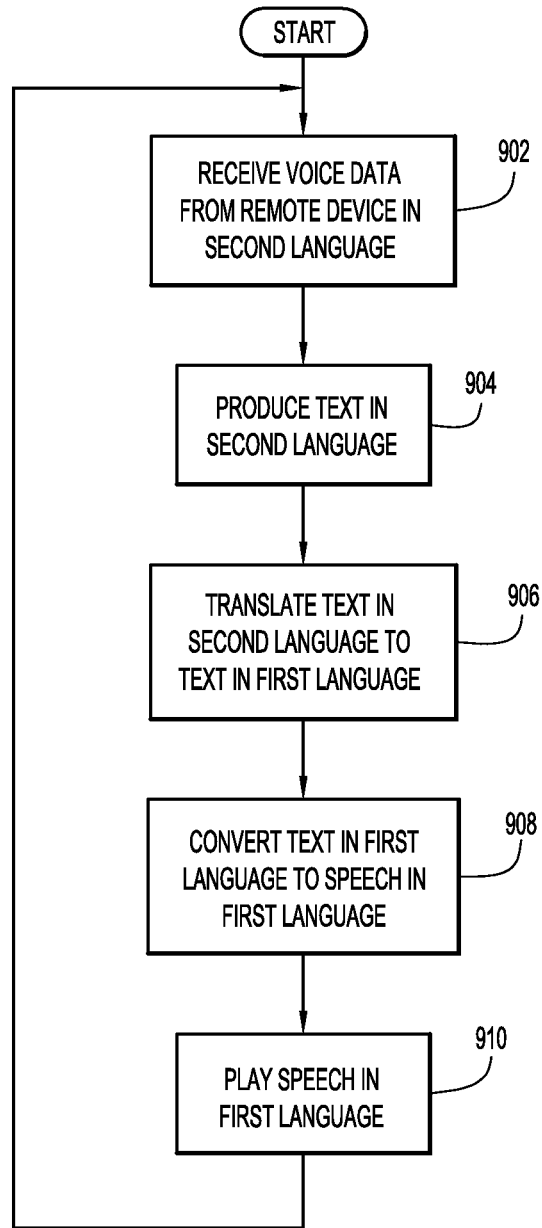 START
RECEIVE VOICE DATA
FROM REMOTE DEVICE IN
SECOND LANGUAGE
902
PRODUCE TEXT IN
SECOND LANGUAGE
904
TRANSLATE TEXT IN
SECOND LANGUAGE TO
TEXT IN FIRST LANGUAGE
906
CONVERT TEXT IN FIRST
LANGUAGE TO SPEECH IN
FIRST LANGUAGE
908
PLAY SPEECH IN
FIRST LANGUAGE
910